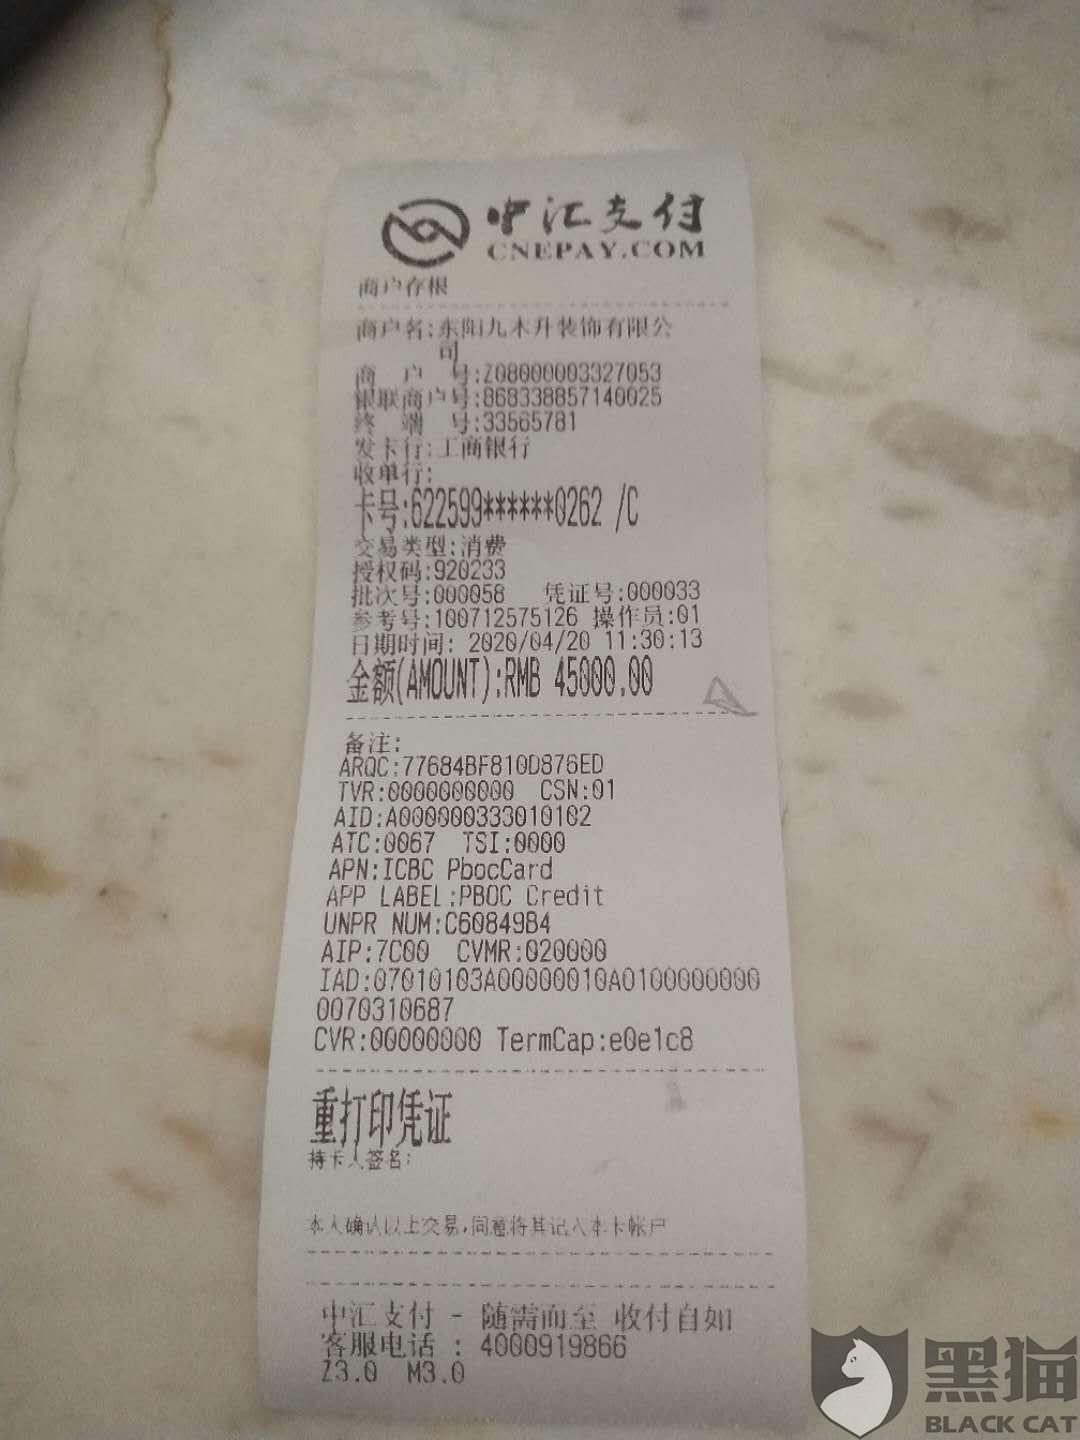 中汇支付
CNEPAY.COM
商户存根
商户名:东阳九木升装饰有限公
司
商 户 号:Z08000003327053
银联商户号:868338857140025
终 端 号:33565781
发卡行:工商银行
收单行:
卡号:622599******0262 /C
交易类型:消费
授权码:920233
批次号:000058 凭证号:000033
参考号:100712575126 操作员:01
日期时间: 2020/04/20 11:30:13
金额(AMOUNT):RMB 45000.00
备注:
ARQC:77684BF810D876ED
TVR:0000000000 CSN:01
AID:A000000333010102
ATC:0067 TSI:0000
APN:ICBC PbocCard
APP LABEL:PBOC Credit
UNPR NUM:C60849B4
AIP:7C00 CVMR:020000
IAD:07010103A00000010A0100000000
0070310687
CVR:00000000 TermCap:e0e1c8
重打印凭证
持卡人签名:
本人确认以上交易,同意将其记入本卡帐户
中汇支付 - 随需而至 收付自如
客服电话 : 4000919866
Z3.0 M3.0
黑猫
BLACK CAT